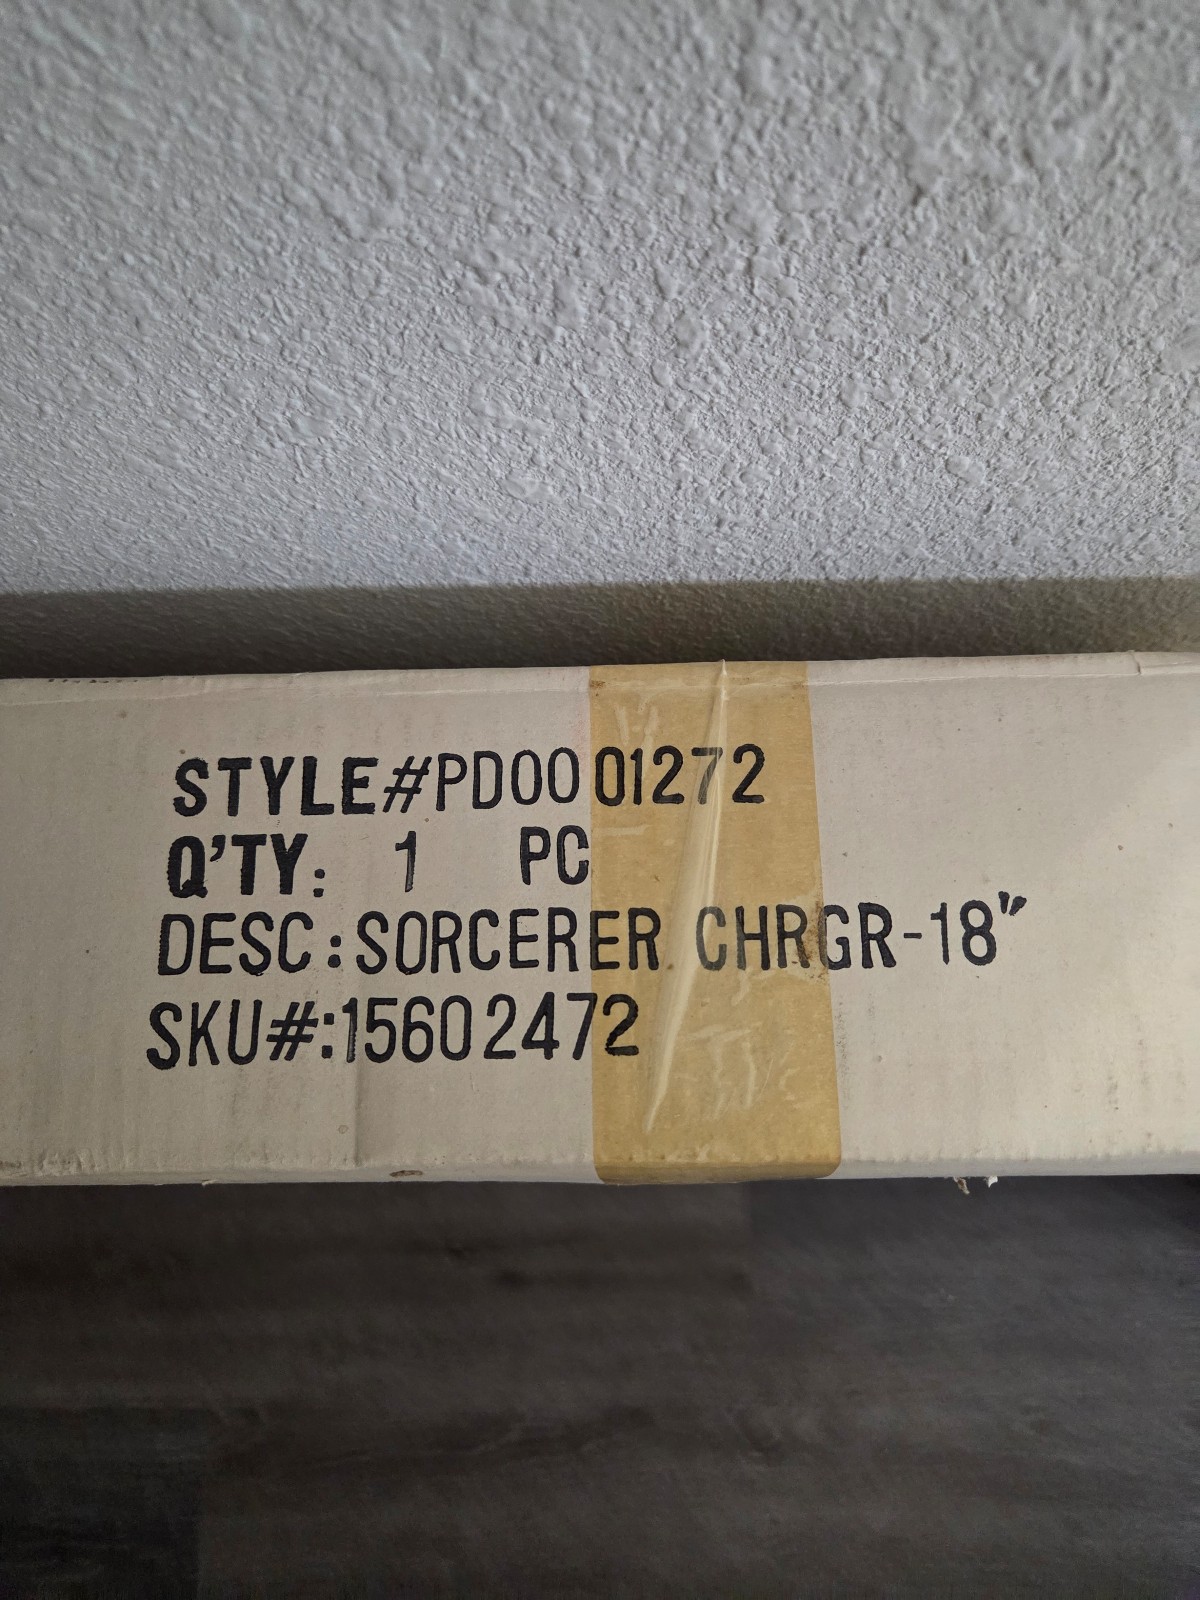 STYLE#PD0001272
Q'TY: 1 PC
DESC:SORCERER CHRGR-18"
SKU#:15602472